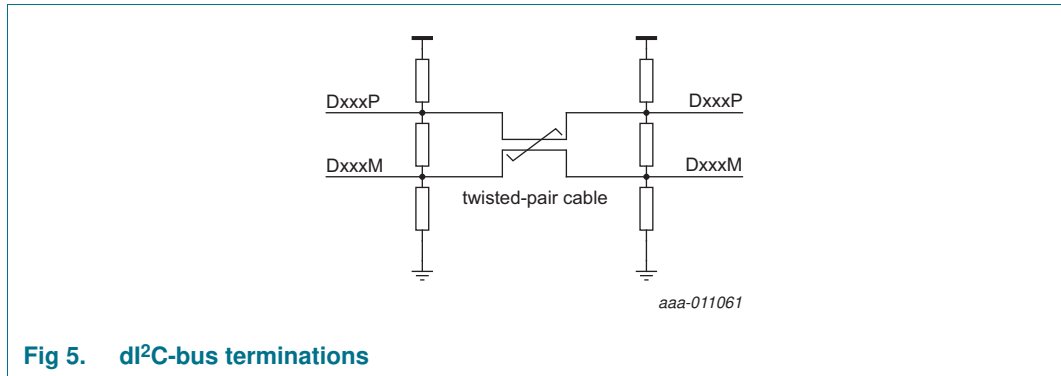 DxxxP DxxxP
DxxxM DxxxM
twisted-pair cable
aaa-011061
Fig 5. dI²C-bus terminations